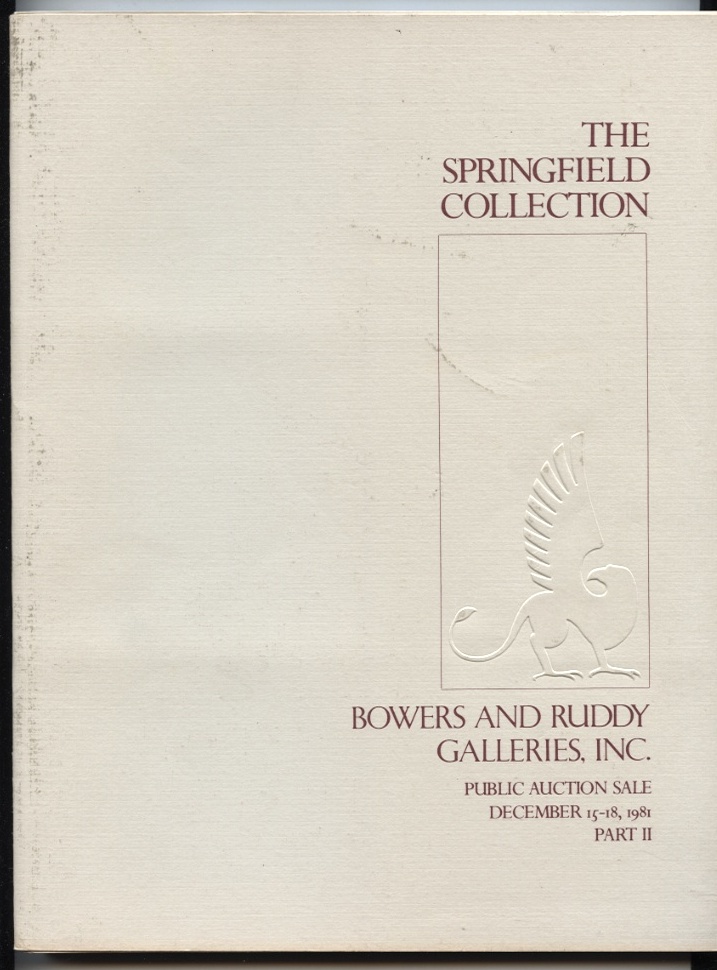 THE
SPRINGFIELD
COLLECTION
BOWERS AND RUDDY
GALLERIES, INC.
PUBLIC AUCTION SALE
DECEMBER 15-18, 1981
PART II